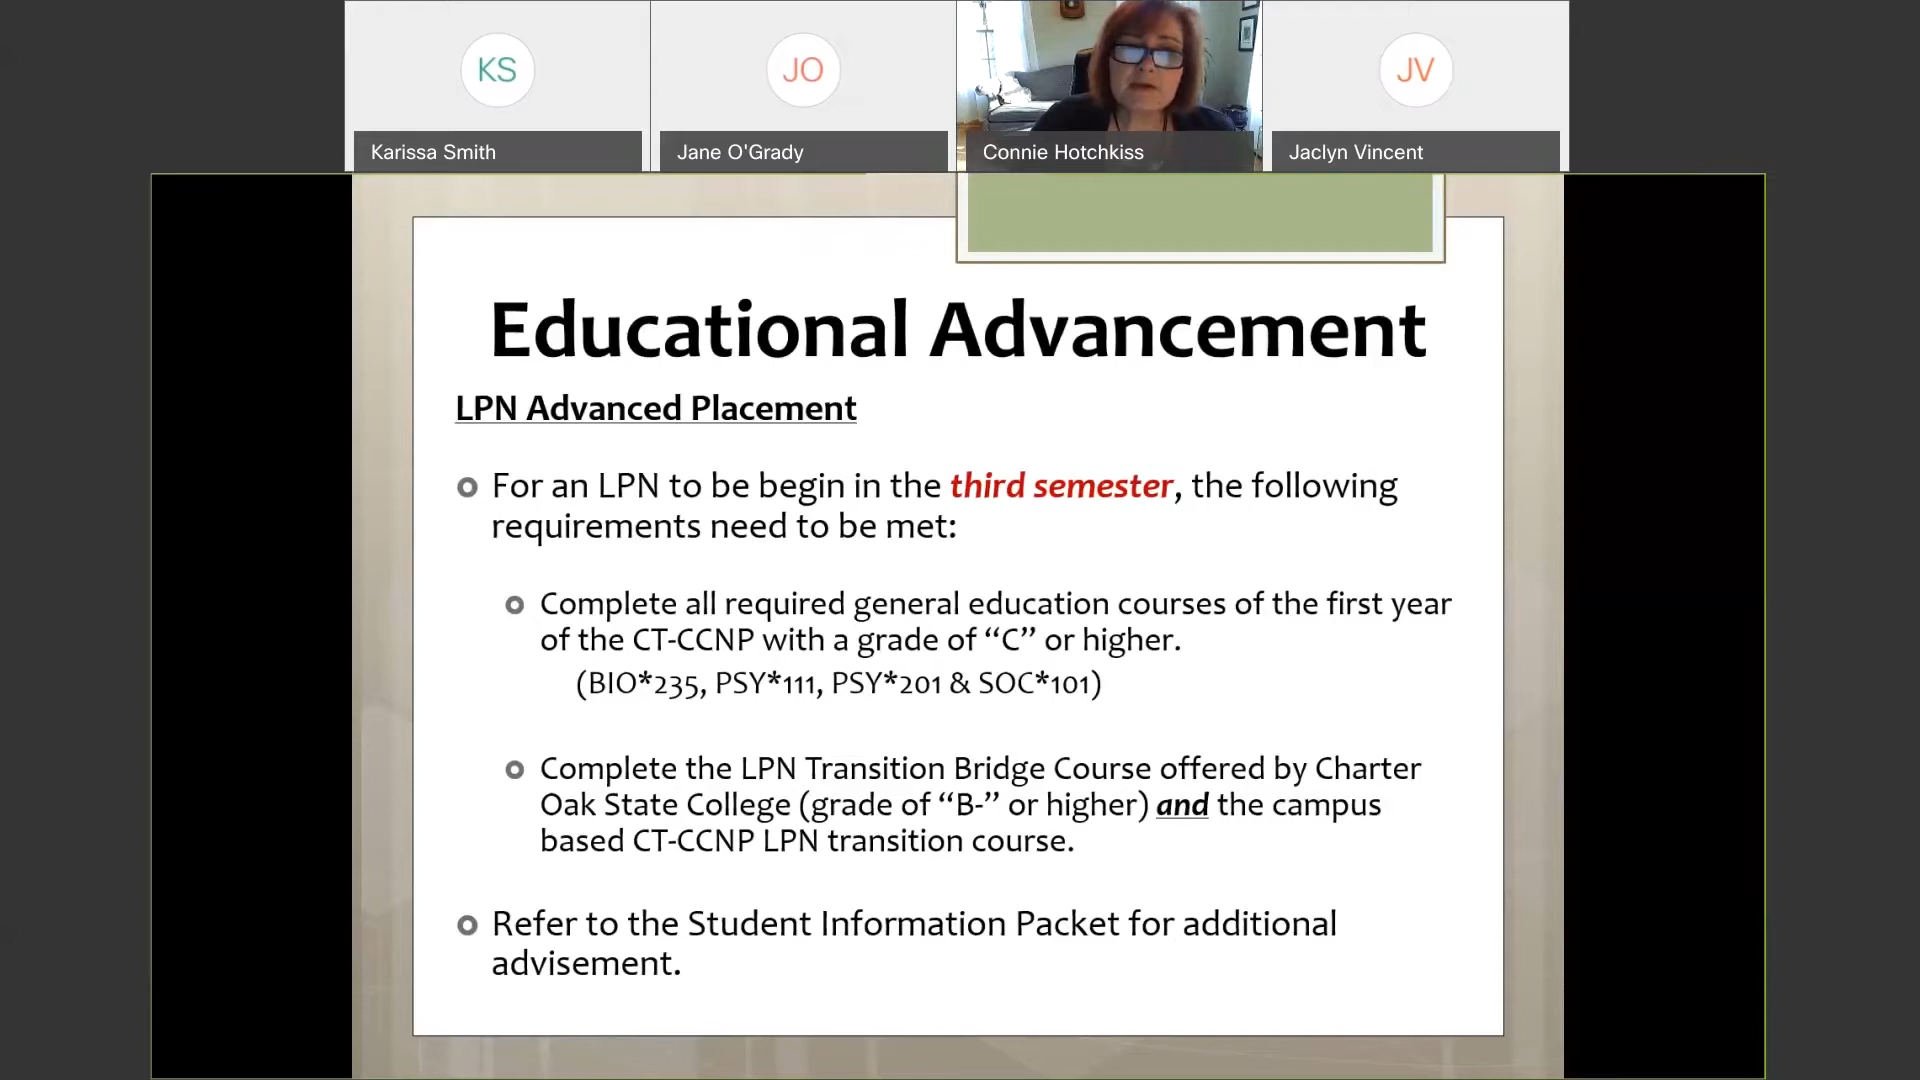 KS
JO
JV
Karissa Smith
Jane O'Grady
Connie Hotchkiss
Jaclyn Vincent
Educational Advancement
LPN Advanced Placement
For an LPN to be begin in the third semester, the following
requirements need to be met:
Complete all required general education courses of the first year
of the CT-CCNP with a grade of “C” or higher.
(BIO*235, PSY*111, PSY*201 & SOC*101)
Complete the LPN Transition Bridge Course offered by Charter
Oak State College (grade of “B-” or higher) and the campus
based CT-CCNP LPN transition course.
Refer to the Student Information Packet for additional
advisement.